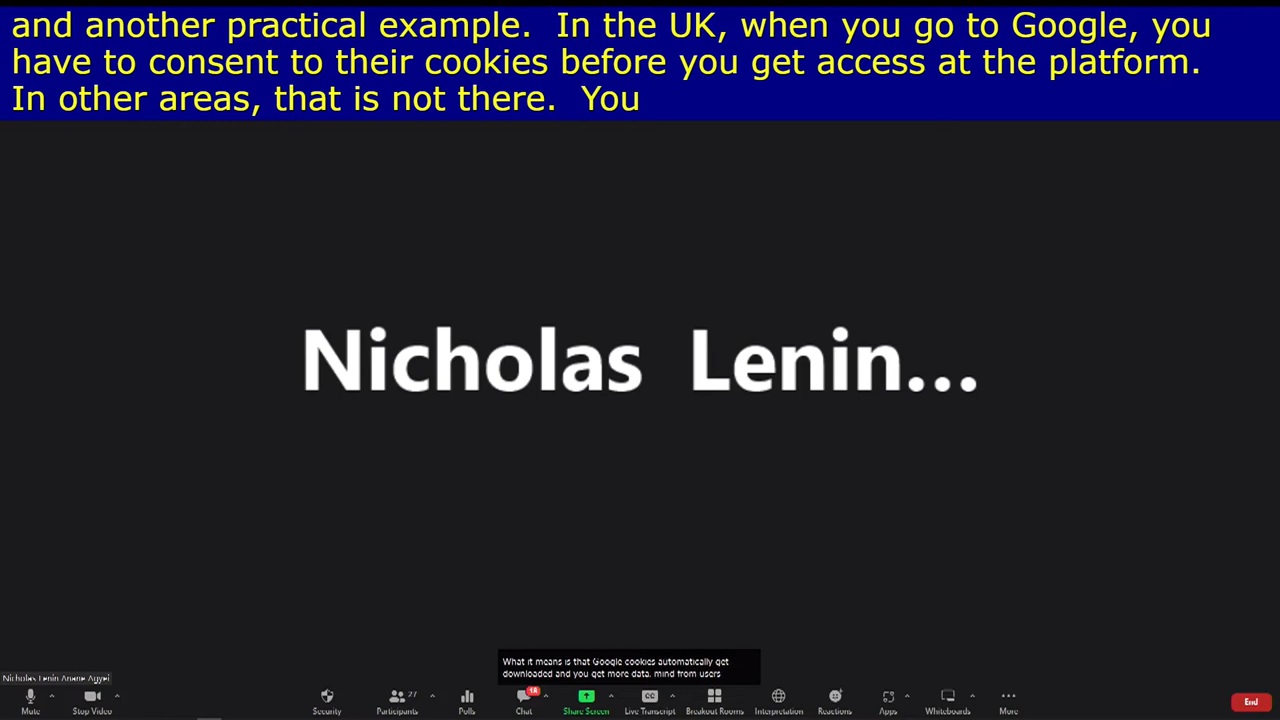 and another practical example.  In the UK, when you go to Google, you
have to consent to their cookies before you get access at the platform.
In other areas, that is not there.  You
Nicholas  Lenin...
What it means is that Google cookies automatically get
downloaded and you get more data. mind from users
Nicholas Lenin Anane Agyei
27
18
CC
Mute
Stop Video
Security
Participants
Polls
Chat
Share Screen
Live Transcript
Breakout Rooms
Interpretation
Reactions
Apps
Whiteboards
More
End